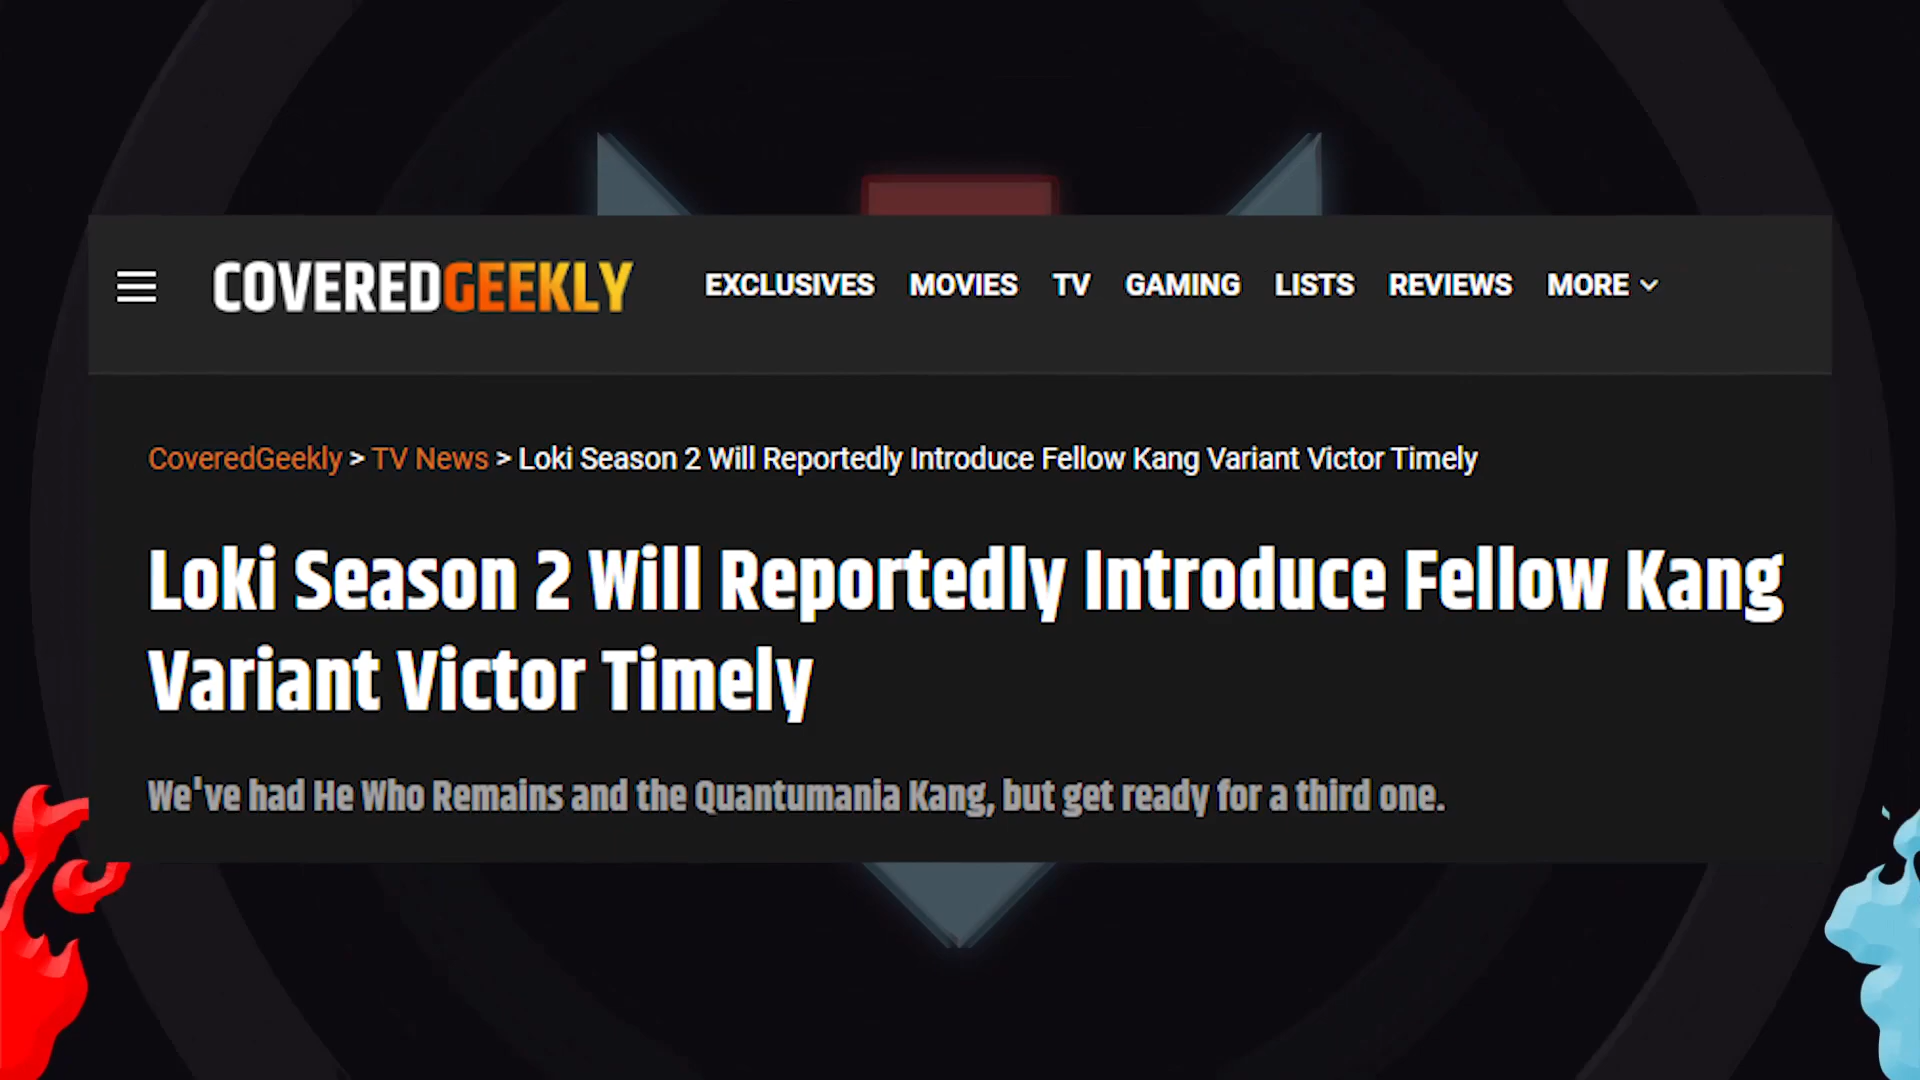 COVEREDGEEKLY EXCLUSIVES MOVIES TV GAMING LISTS REVIEWS MORE
CoveredGeekly > TV News > Loki Season 2 Will Reportedly Introduce Fellow Kang Variant Victor Timely
Loki Season 2 Will Reportedly Introduce Fellow Kang
Variant Victor Timely
We've had He Who Remains and the Quantumania Kang, but get ready for a third one.